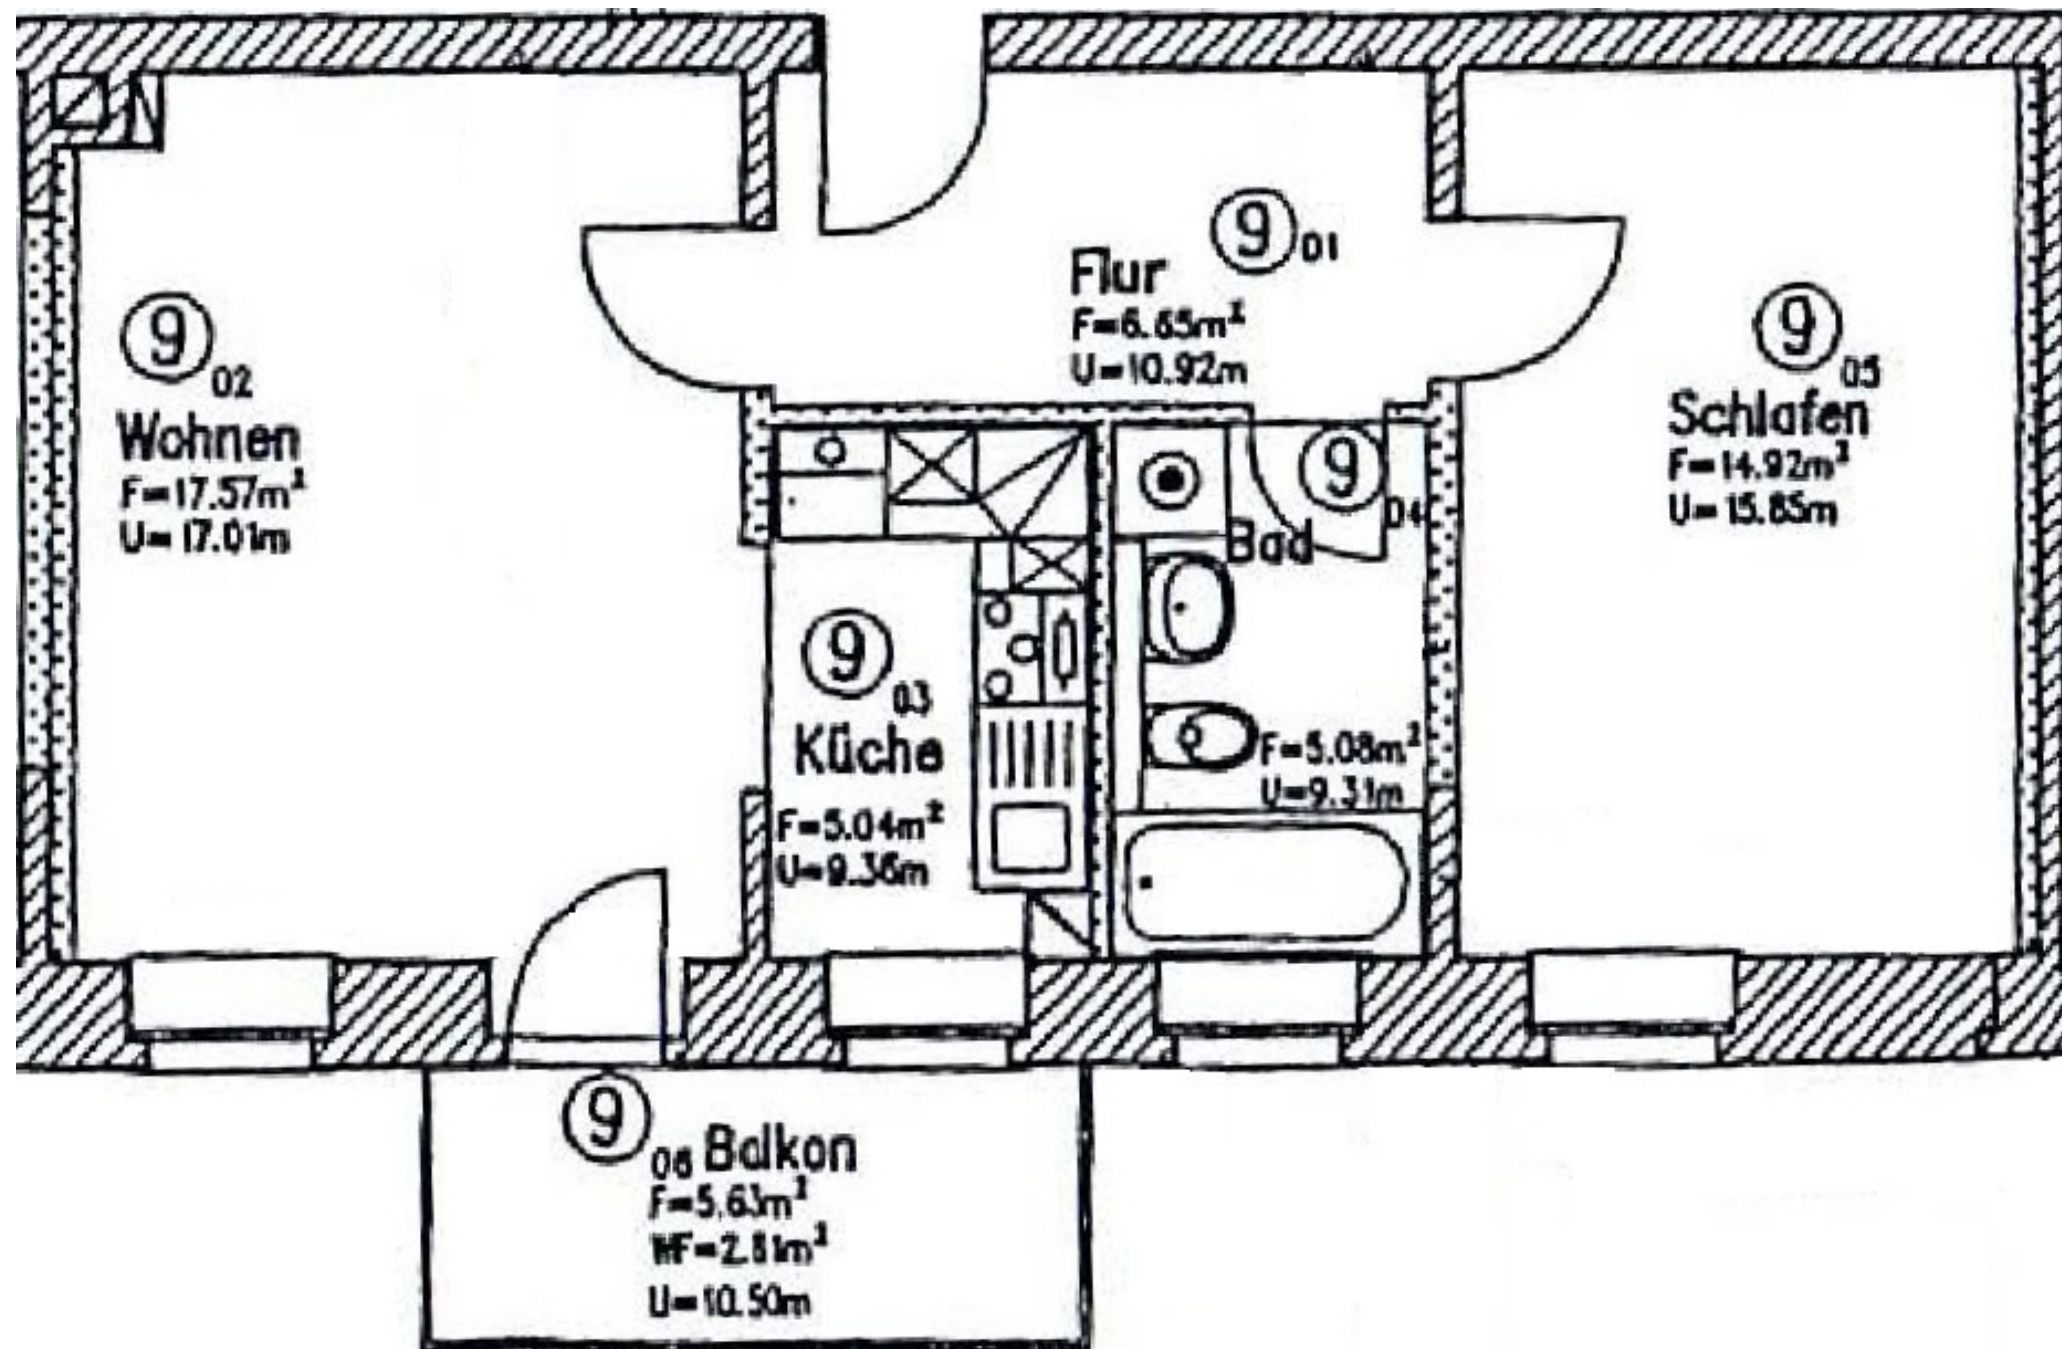 9 01
Flur
F=6.65m²
U=10.92m
9 02
Wohnen
F=17.57m²
U=17.01m
9 05
Schlafen
F=14.92m²
U=15.85m
9 04
Bad
F=5.08m²
U=9.31m
9 03
Küche
F=5.04m²
U=9.36m
9 06 Balkon
F=5.63m²
WF=2.81m²
U=10.50m